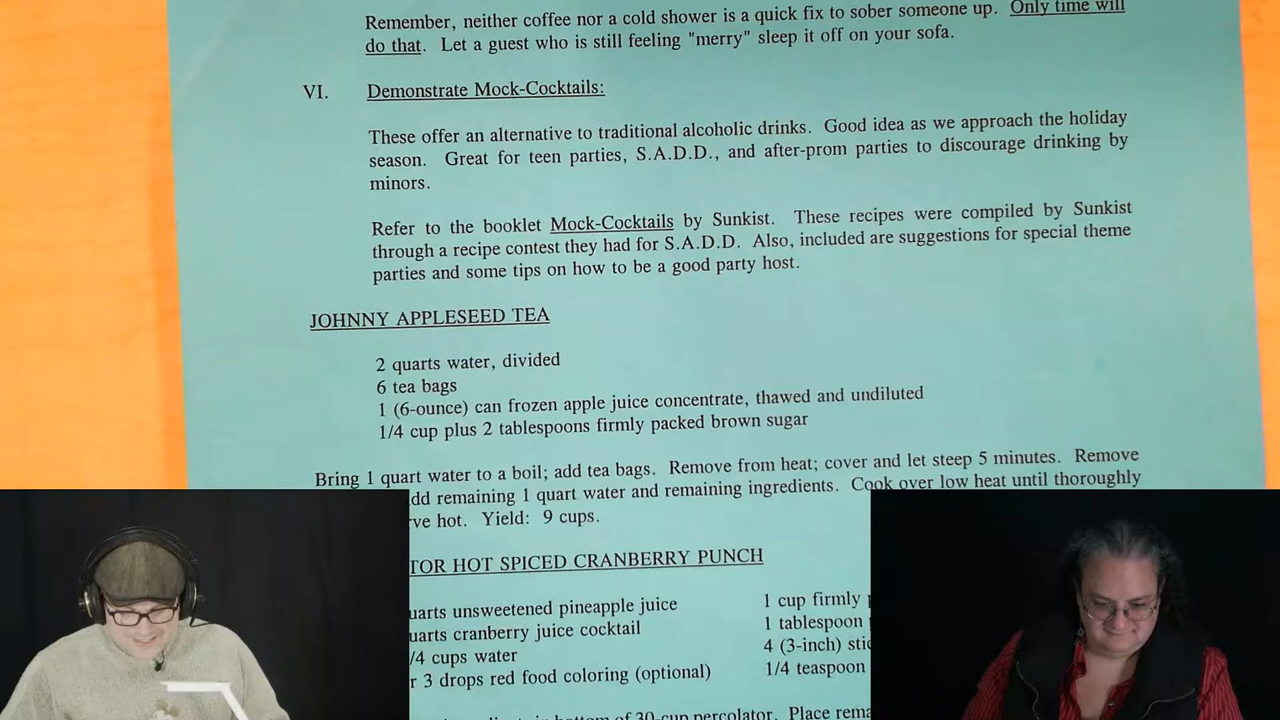 Remember, neither coffee nor a cold shower is a quick fix to sober someone up. Only time will
do that. Let a guest who is still feeling "merry" sleep it off on your sofa.
VI. Demonstrate Mock-Cocktails:
These offer an alternative to traditional alcoholic drinks. Good idea as we approach the holiday
season. Great for teen parties, S.A.D.D., and after-prom parties to discourage drinking by
minors.
Refer to the booklet Mock-Cocktails by Sunkist. These recipes were compiled by Sunkist
through a recipe contest they had for S.A.D.D. Also, included are suggestions for special theme
parties and some tips on how to be a good party host.
JOHNNY APPLESEED TEA
2 quarts water, divided
6 tea bags
1 (6-ounce) can frozen apple juice concentrate, thawed and undiluted
1/4 cup plus 2 tablespoons firmly packed brown sugar
Bring 1 quart water to a boil; add tea bags. Remove from heat; cover and let steep 5 minutes. Remove
remaining 1 quart water and remaining ingredients. Cook over low heat until thoroughly
hot. Yield: 9 cups.
HOT SPICED CRANBERRY PUNCH
unsweetened pineapple juice 1 cup firmly
cranberry juice cocktail 1 tablespoon
/4 cups water 4 (3-inch)
3 drops red food coloring (optional) 1/4 teaspoon
in bottom of 30-cup percolator. Place